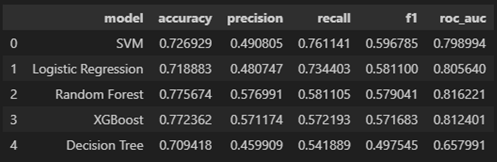 model accuracy precision recall f1 roc_auc
0 SVM 0.726929 0.490805 0.761141 0.596785 0.798994
1 Logistic Regression 0.718883 0.480747 0.734403 0.581100 0.805640
2 Random Forest 0.775674 0.576991 0.581105 0.579041 0.816221
3 XGBoost 0.772362 0.571174 0.572193 0.571683 0.812401
4 Decision Tree 0.709418 0.459909 0.541889 0.497545 0.657991